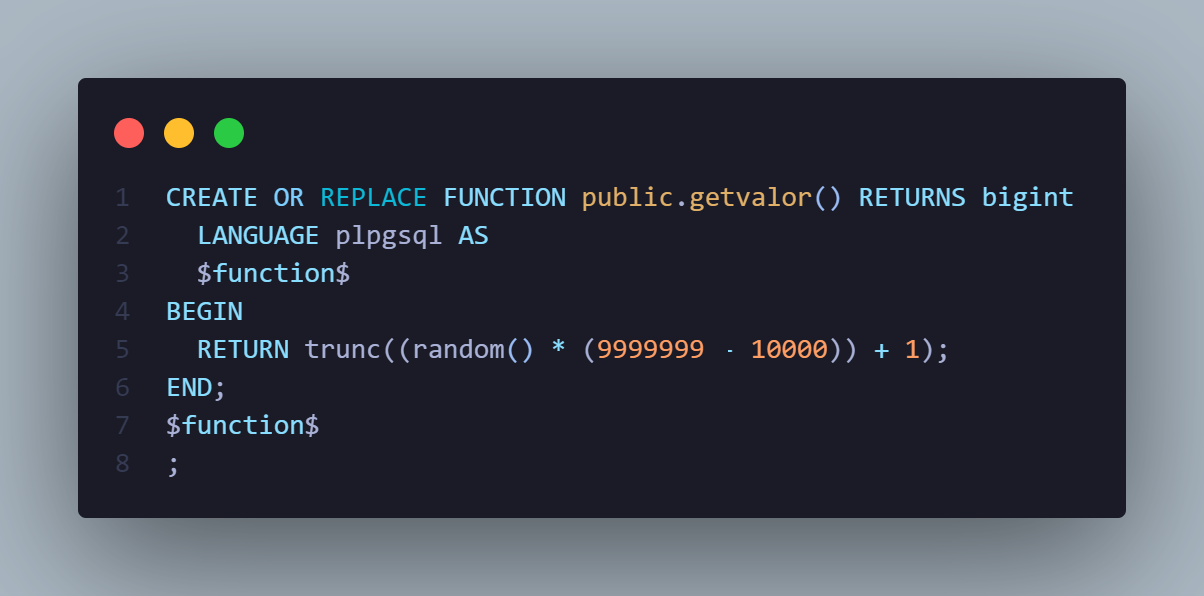 1 CREATE OR REPLACE FUNCTION public.getvalor() RETURNS bigint
2   LANGUAGE plpgsql AS
3   $function$
4 BEGIN
5   RETURN trunc((random() * (9999999 - 10000)) + 1);
6 END;
7 $function$
8 ;